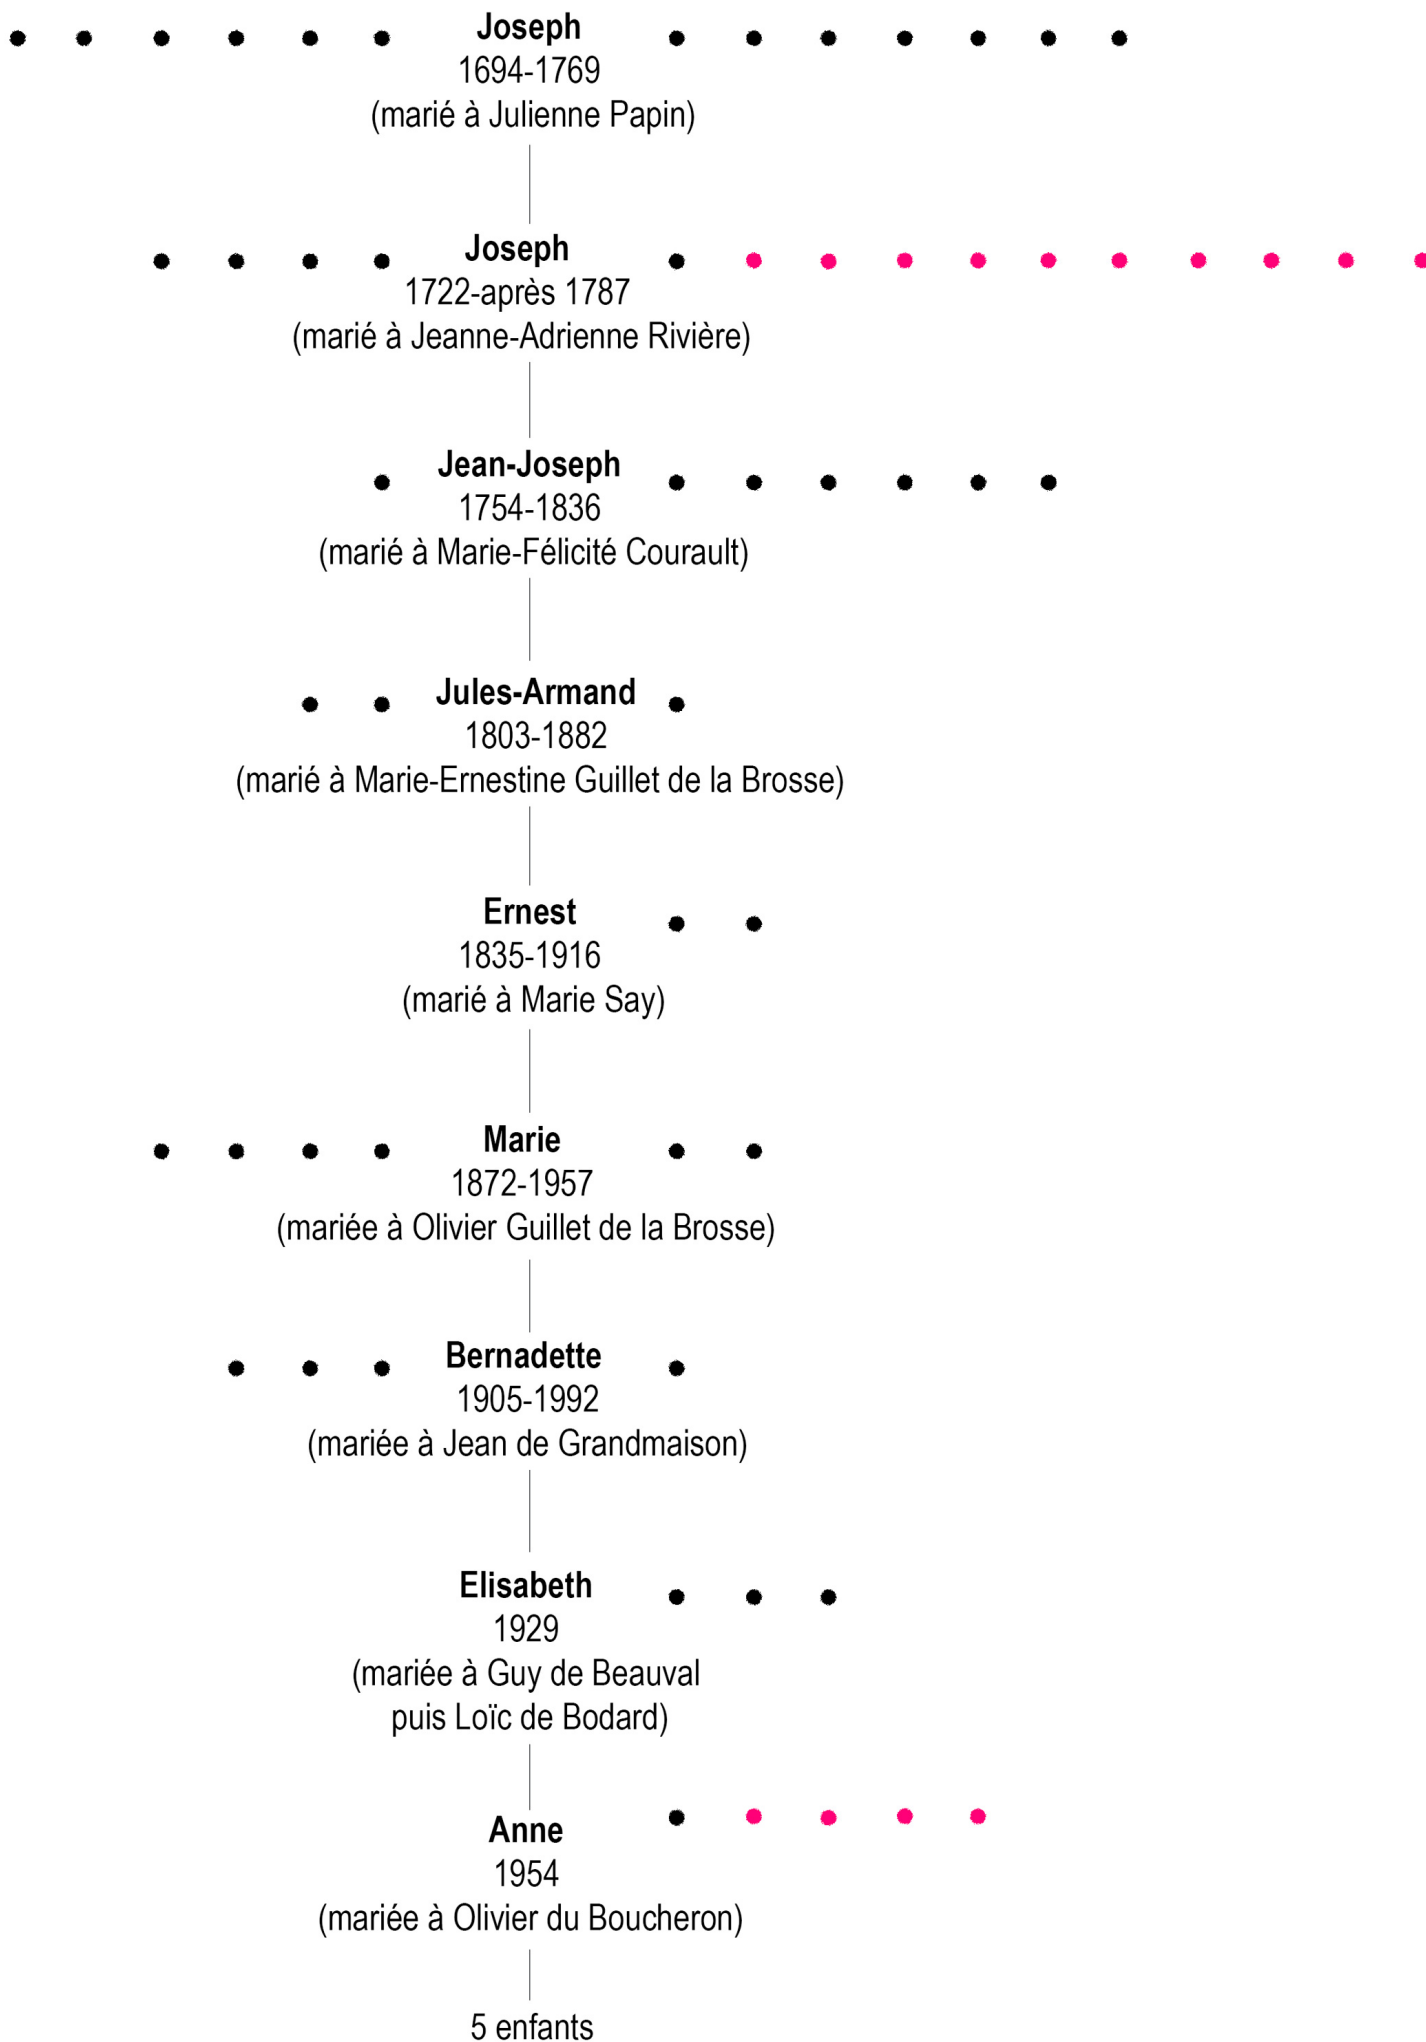 Joseph
1694-1769
(marié à Julienne Papin)
Joseph
1722-après 1787
(marié à Jeanne-Adrienne Rivière)
Jean-Joseph
1754-1836
(marié à Marie-Félicité Courault)
Jules-Armand
1803-1882
(marié à Marie-Ernestine Guillet de la Brosse)
Ernest
1835-1916
(marié à Marie Say)
Marie
1872-1957
(mariée à Olivier Guillet de la Brosse)
Bernadette
1905-1992
(mariée à Jean de Grandmaison)
Elisabeth
1929
(mariée à Guy de Beauval
puis Loïc de Bodard)
Anne
1954
(mariée à Olivier du Boucheron)
5 enfants